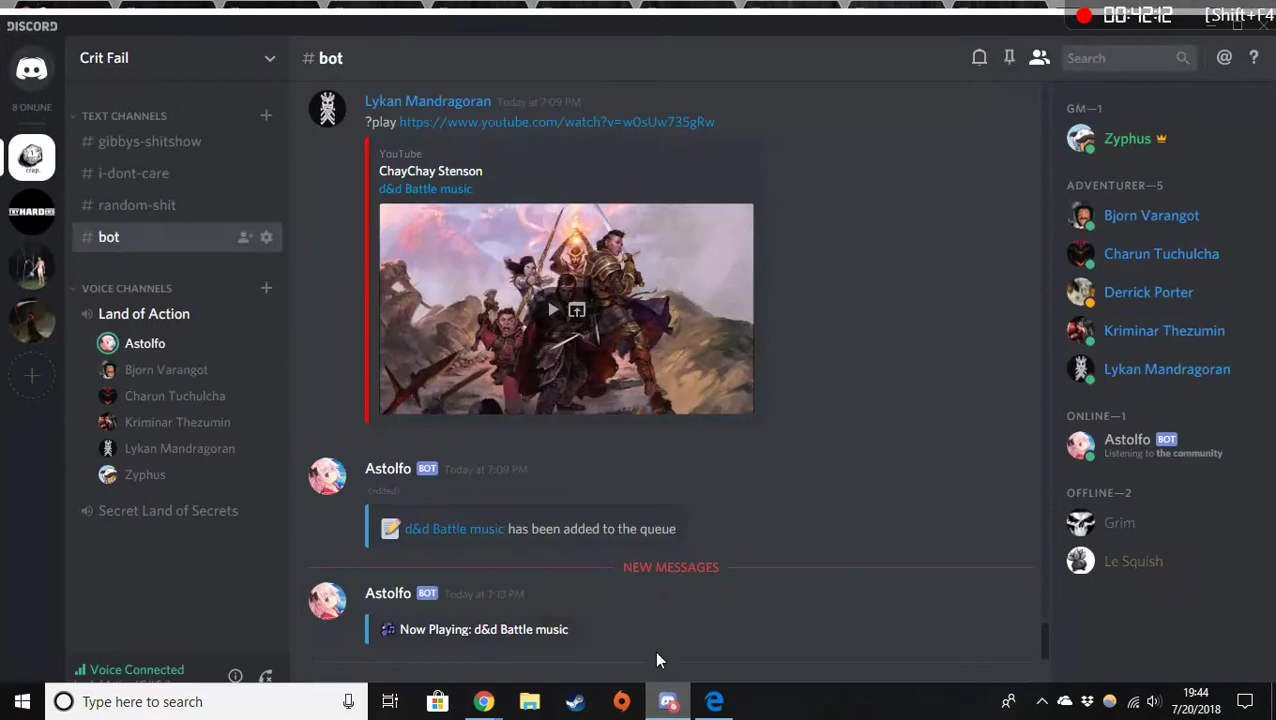 00:42:12 [Shift+F4
DISCORD
8 ONLINE
TRYHARDERS
Crit Fail
TEXT CHANNELS
# gibbys-shitshow
# i-dont-care
# random-shit
# bot
VOICE CHANNELS
Land of Action
Astolfo
Bjorn Varangot
Charun Tuchulcha
Kriminar Thezumin
Lykan Mandragoran
Zyphus
Secret Land of Secrets
Voice Connected
# bot
Search
Lykan Mandragoran Today at 7:09 PM
?play https://www.youtube.com/watch?v=w0sUw735gRw
YouTube
ChayChay Stenson
d&d Battle music
Astolfo BOT Today at 7:09 PM
(edited)
d&d Battle music has been added to the queue
NEW MESSAGES
Astolfo BOT Today at 7:13 PM
Now Playing: d&d Battle music
GM—1
Zyphus
ADVENTURER—5
Bjorn Varangot
Charun Tuchulcha
Derrick Porter
Kriminar Thezumin
Lykan Mandragoran
ONLINE—1
Astolfo BOT
Listening to the community
OFFLINE—2
Grim
Le Squish
Type here to search
19:44
7/20/2018